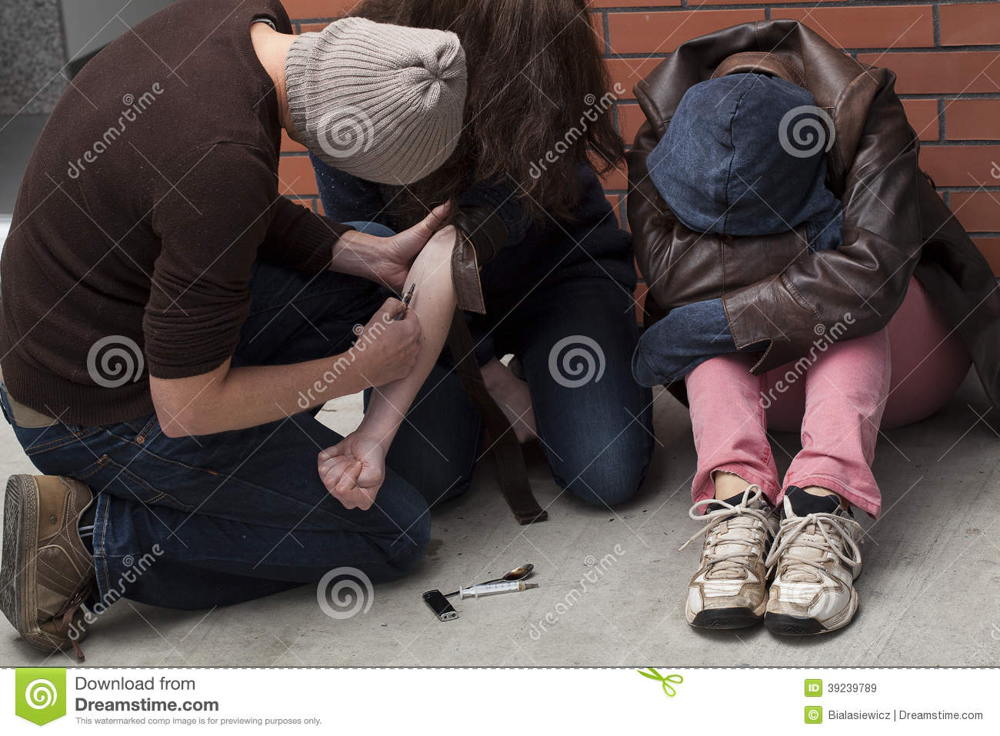 dreamstime
dreamstime
dreamstime
dreamstime
dreamstime
dreamstime
dreamstime
Download from
Dreamstime.com
This watermarked comp image is for previewing purposes only.
ID 39239789
© Bialasiewicz | Dreamstime.com